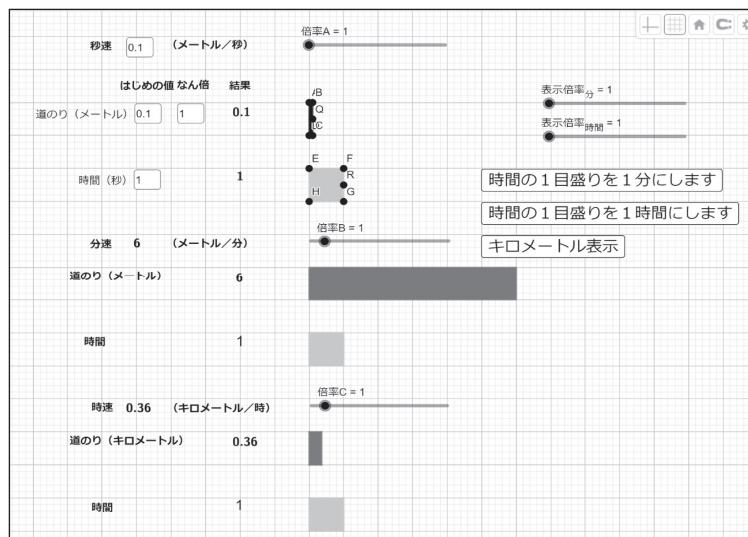 倍率A = 1
秒速 0.1 (メートル／秒)
はじめの値 なん倍 結果
道のり (メートル) 0.1 1 0.1
B
Q
C
表示倍率分 = 1
表示倍率時間 = 1
時間 (秒) 1 1
E F
R
H G
時間の１目盛りを１分にします
時間の１目盛りを１時間にします
キロメートル表示
倍率B = 1
分速 6 (メートル／分)
道のり (メートル) 6
時間 1
倍率C = 1
時速 0.36 (キロメートル／時)
道のり (キロメートル) 0.36
時間 1